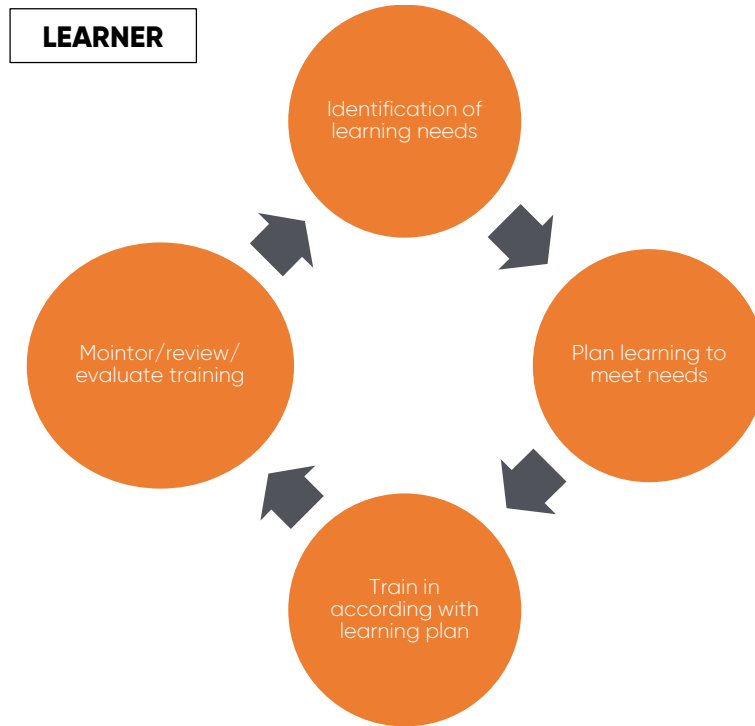 LEARNER
Identification of
learning needs
Plan learning to
meet needs
Train in
according with
learning plan
Mointor/review/
evaluate training